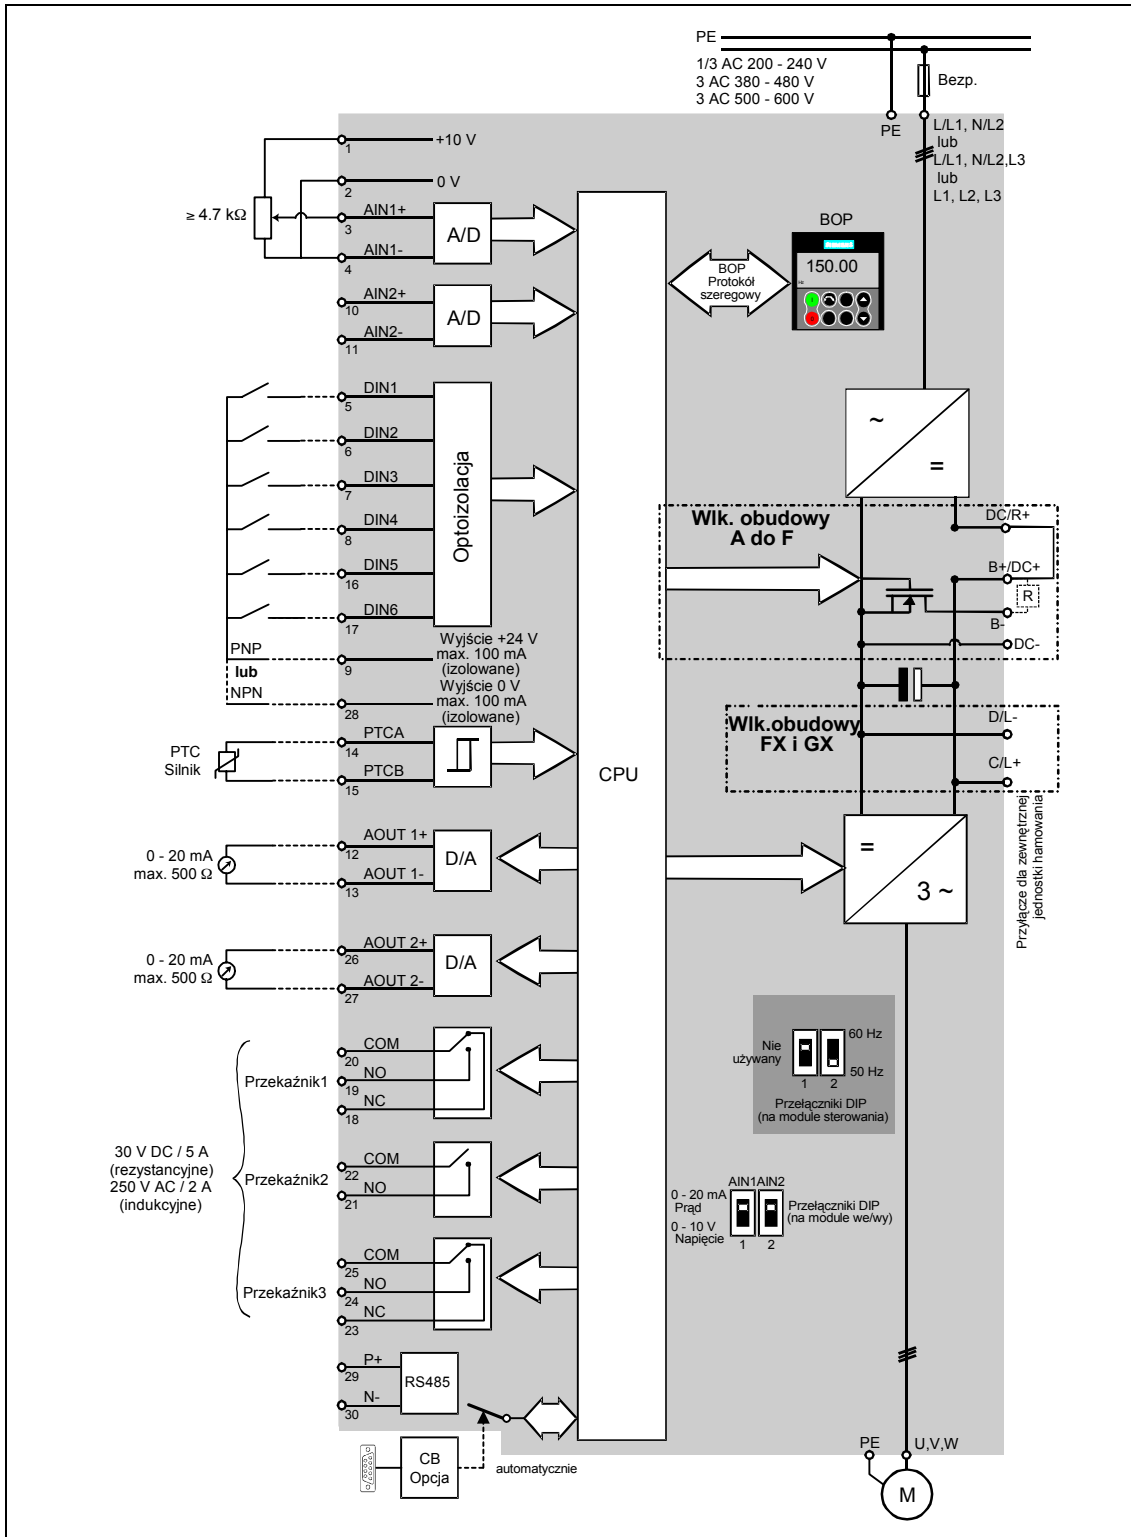 PE
1/3 AC 200 - 240 V
3 AC 380 - 480 V
3 AC 500 - 600 V
Bezp.
PE
L/L1, N/L2
lub
L/L1, N/L2,L3
lub
L1, L2, L3
1
+10 V
2
0 V
≥ 4.7 kΩ
AIN1+
3
A/D
AIN1-
4
AIN2+
10
A/D
AIN2-
11
BOP
150.00
Hz
BOP
Protokół
szeregowy
DIN1
5
DIN2
6
DIN3
7
DIN4
8
DIN5
16
DIN6
17
Optoizolacja
PNP
lub
NPN
9
Wyjście +24 V
max. 100 mA
(izolowane)
28
Wyjście 0 V
max. 100 mA
(izolowane)
~
=
Wlk. obudowy
A do F
DC/R+
B+/DC+
R
B-
DC-
Wlk.obudowy
FX i GX
D/L-
C/L+
Przyłącze dla zewnętrznej
jednostki hamowania
PTC
Silnik
PTCA
14
PTCB
15
CPU
=
3 ~
0 - 20 mA
max. 500 Ω
AOUT 1+
12
D/A
AOUT 1-
13
0 - 20 mA
max. 500 Ω
AOUT 2+
26
D/A
AOUT 2-
27
Nie
używany
60 Hz
50 Hz
1
2
Przełączniki DIP
(na module sterowania)
30 V DC / 5 A
(rezystancyjne)
250 V AC / 2 A
(indukcyjne)
Przekaźnik1
COM
20
NO
19
NC
18
Przekaźnik2
COM
22
NO
21
Przekaźnik3
COM
25
NO
24
NC
23
AIN1AIN2
0 - 20 mA
Prąd
0 - 10 V
Napięcie
1
2
Przełączniki DIP
(na module we/wy)
P+
29
RS485
N-
30
CB
Opcja
automatycznie
PE
U,V,W
M